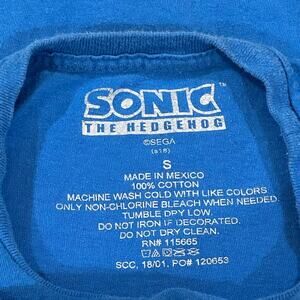 SONIC™
THE HEDGEHOG
©SEGA
(s18)
S
MADE IN MEXICO
100% COTTON
MACHINE WASH COLD WITH LIKE COLORS
ONLY NON-CHLORINE BLEACH WHEN NEEDED.
TUMBLE DRY LOW.
DO NOT IRON IF DECORATED.
DO NOT DRY CLEAN.
RN# 115665
SCC, 18/01, PO# 120653